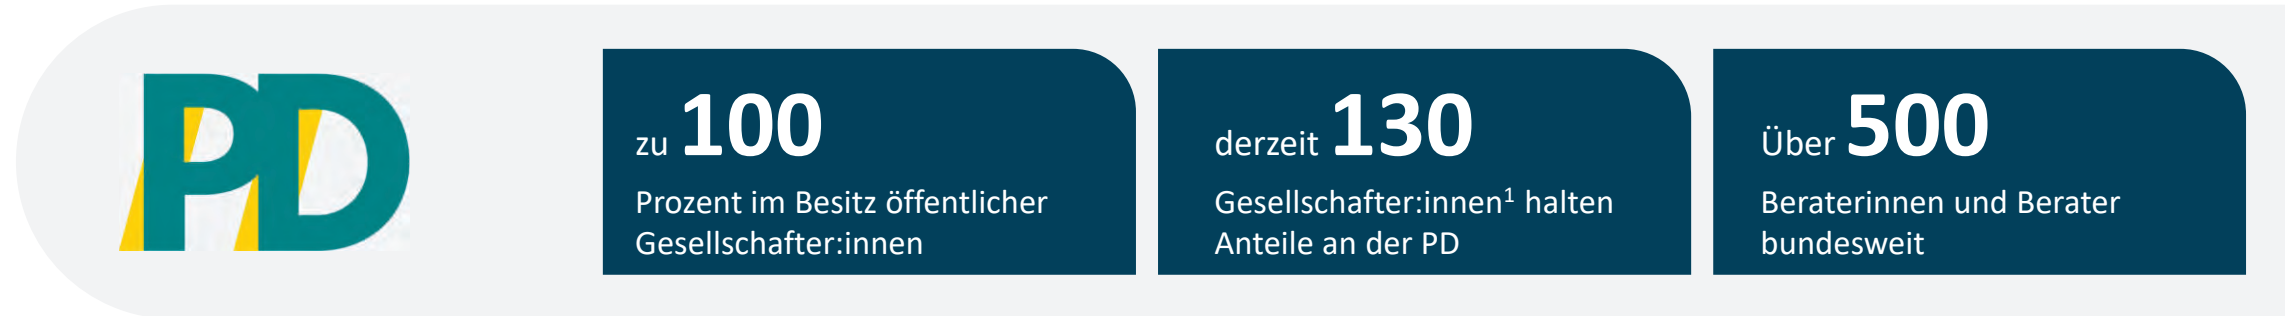 PD
zu 100
Prozent im Besitz öffentlicher
Gesellschafter:innen
derzeit 130
Gesellschafter:innen¹ halten
Anteile an der PD
Über 500
Beraterinnen und Berater
bundesweit